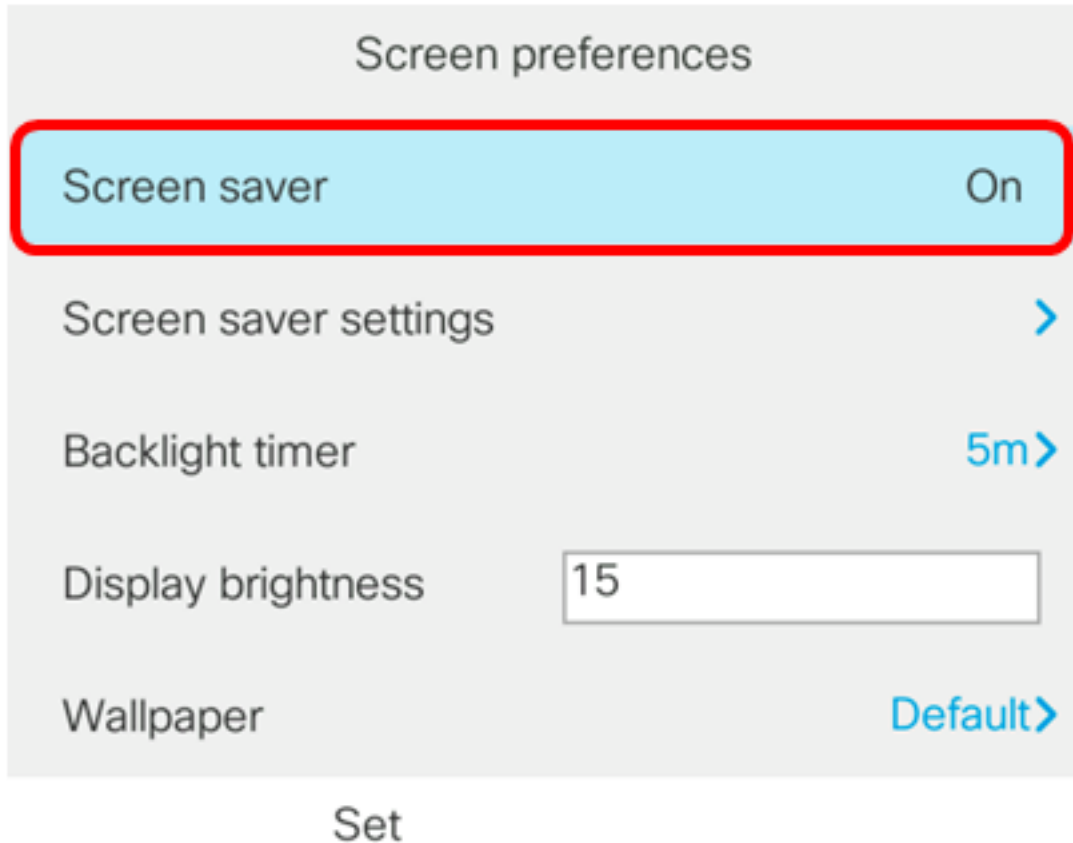 Screen preferences
Screen saver On
Screen saver settings
Backlight timer 5m
Display brightness 15
Wallpaper Default
Set